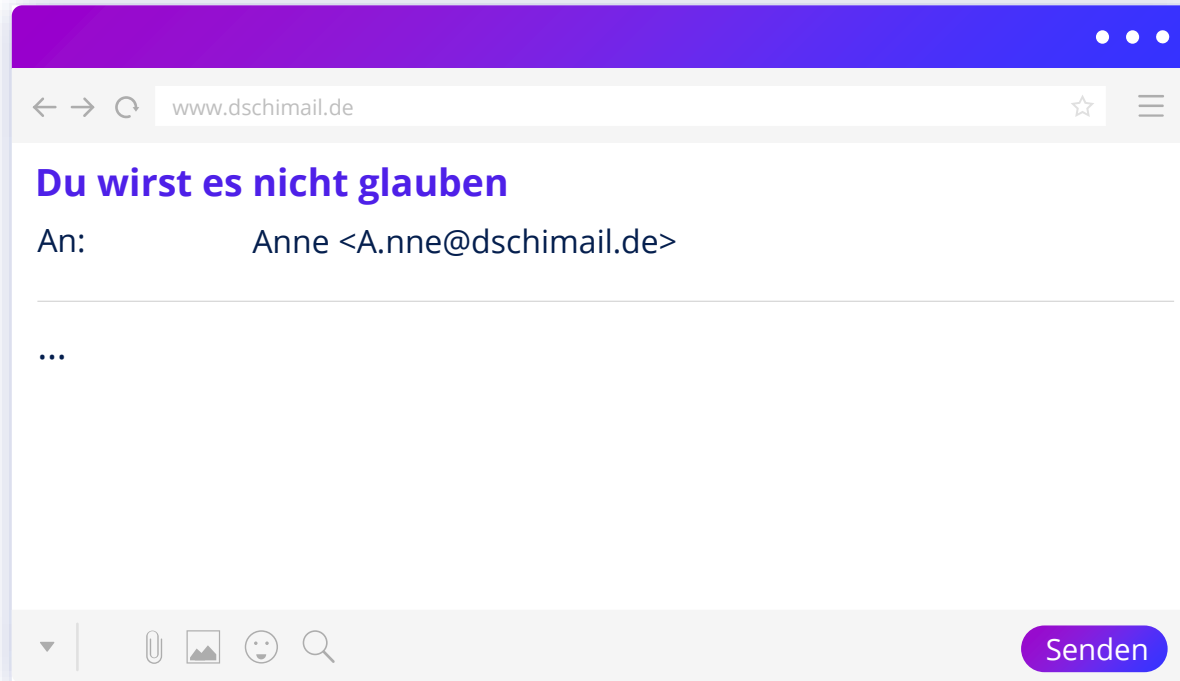 www.dschimail.de
Du wirst es nicht glauben
An: Anne <A.nne@dschimail.de>
...
Senden